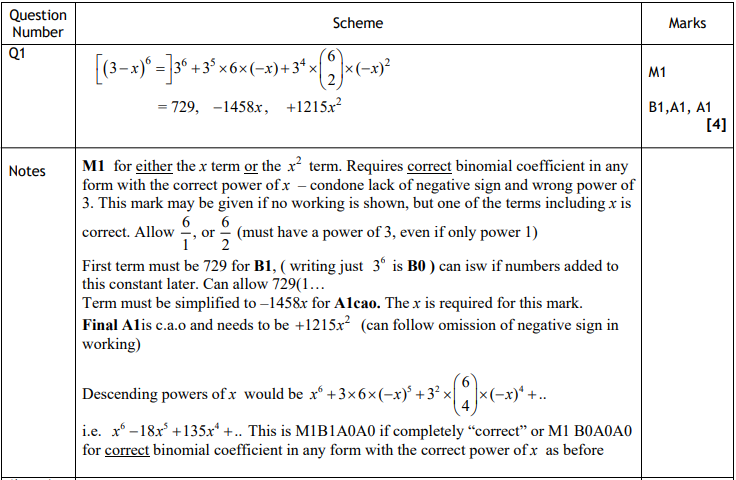 Question Number Scheme Marks
Q1
[(3−x)⁶ =] 3⁶ + 3⁵ × 6 × (−x) + 3⁴ × (6 2) × (−x)² M1
= 729, −1458x, +1215x² B1,A1, A1
[4]
Notes
M1 for either the x term or the x² term. Requires correct binomial coefficient in any
form with the correct power of x – condone lack of negative sign and wrong power of
3. This mark may be given if no working is shown, but one of the terms including x is
correct. Allow 6/1, or 6/2 (must have a power of 3, even if only power 1)
First term must be 729 for B1, ( writing just 3⁶ is B0 ) can isw if numbers added to
this constant later. Can allow 729(1…
Term must be simplified to –1458x for A1cao. The x is required for this mark.
Final A1is c.a.o and needs to be +1215x² (can follow omission of negative sign in
working)
Descending powers of x would be x⁶ + 3 × 6 × (−x)⁵ + 3² × (6 4) × (−x)⁴ + ..
i.e. x⁶ −18x⁵ +135x⁴ + .. This is M1B1A0A0 if completely “correct” or M1 B0A0A0
for correct binomial coefficient in any form with the correct power of x as before